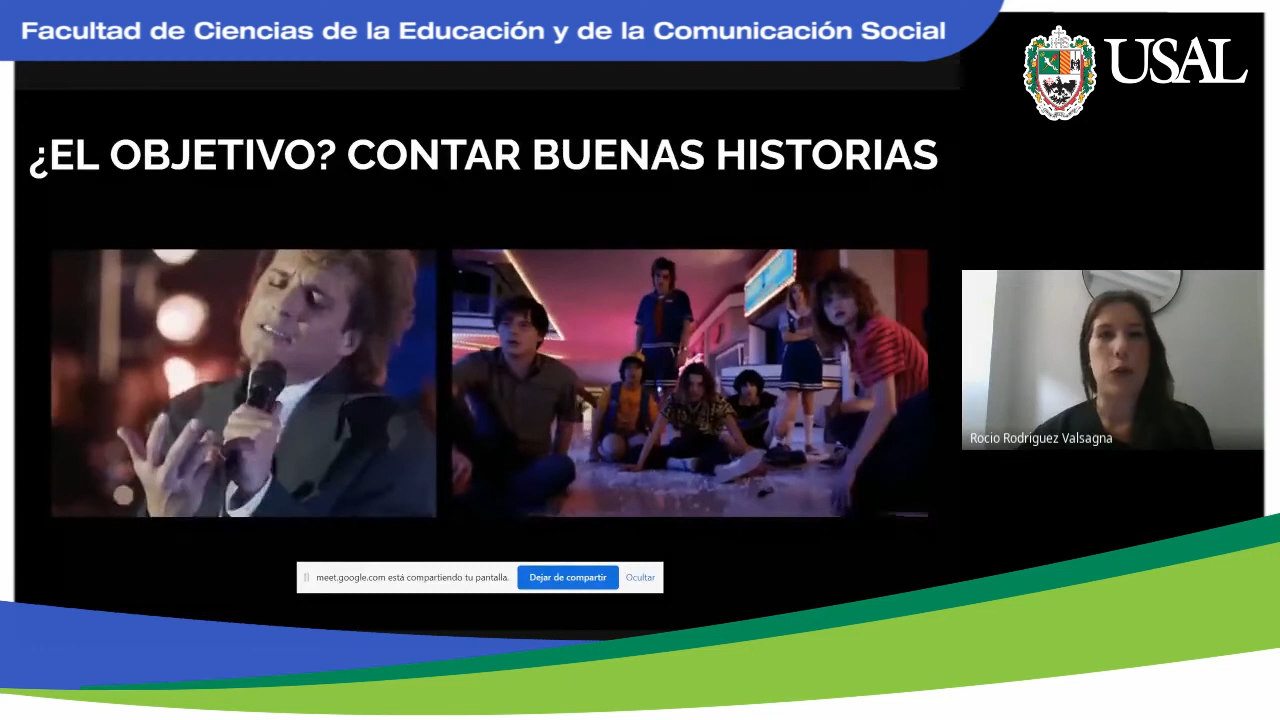 Facultad de Ciencias de la Educación y de la Comunicación Social
USAL
¿EL OBJETIVO? CONTAR BUENAS HISTORIAS
Rocio Rodriguez Valsagna
meet.google.com está compartiendo tu pantalla. Dejar de compartir Ocultar